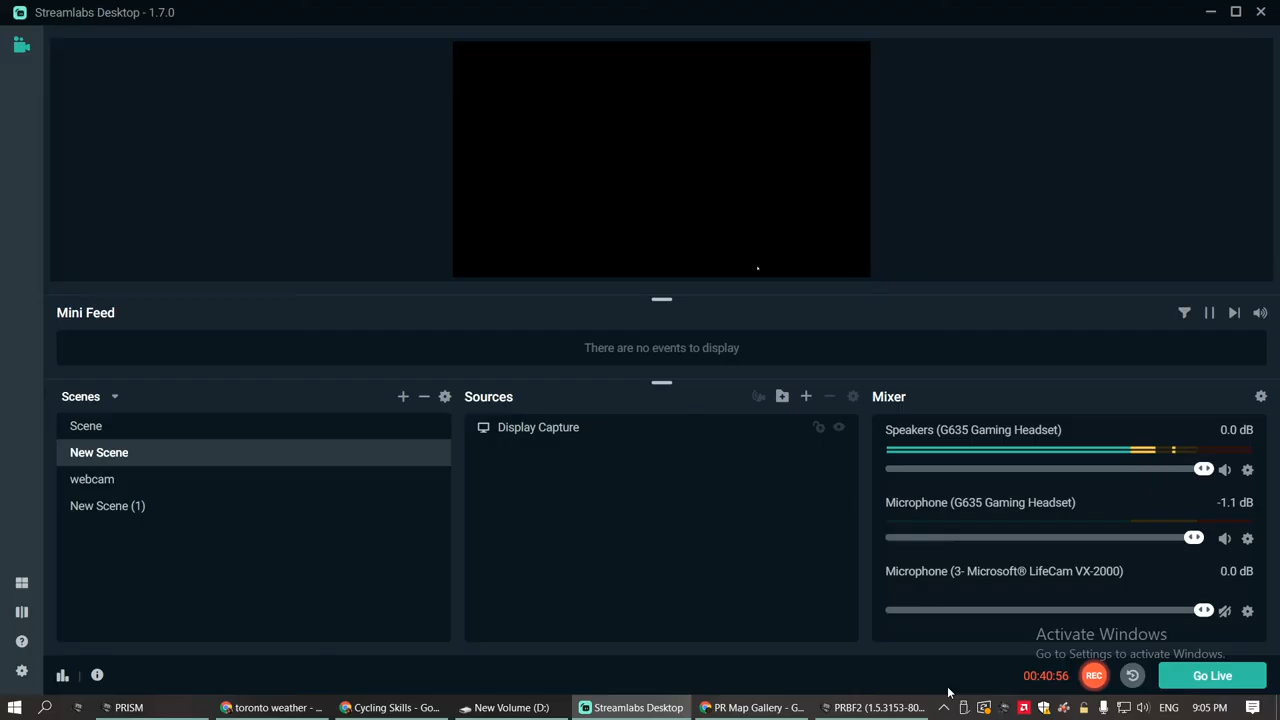 Streamlabs Desktop - 1.7.0
Mini Feed
There are no events to display
Scenes
Scene
New Scene
webcam
New Scene (1)
Sources
Display Capture
Mixer
Speakers (G635 Gaming Headset) 0.0 dB
Microphone (G635 Gaming Headset) -1.1 dB
Microphone (3- Microsoft® LifeCam VX-2000) 0.0 dB
Activate Windows
Go to Settings to activate Windows.
00:40:56 REC Go Live
PRISM toronto weather - ... Cycling Skills - Go... New Volume (D:) Streamlabs Desktop PR Map Gallery - G... PRBF2 (1.5.3153-80... ENG 9:05 PM